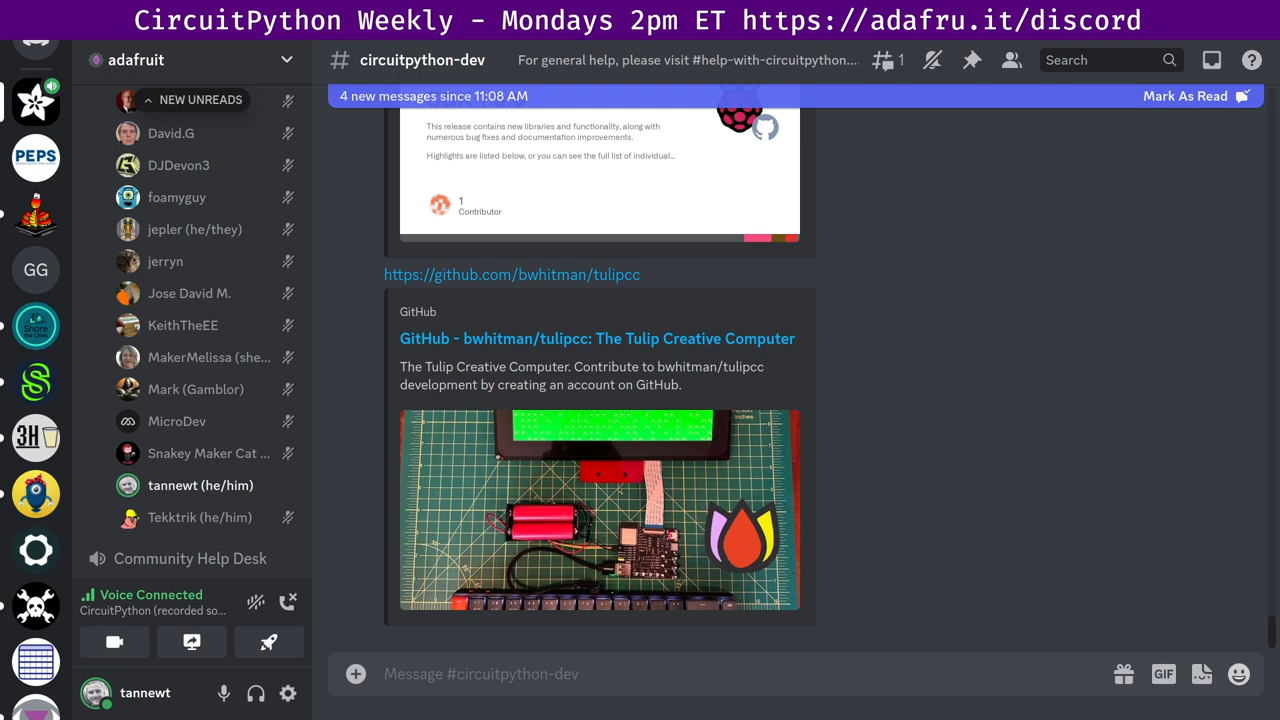 CircuitPython Weekly - Mondays 2pm ET https://adafru.it/discord
adafruit
circuitpython-dev
For general help, please visit #help-with-circuitpython....
1
Search
4 new messages since 11:08 AM
Mark As Read
NEW UNREADS
David.G
DJDevon3
foamyguy
jepler (he/they)
jerryn
Jose David M.
KeithTheEE
MakerMelissa (she...
Mark (Gamblor)
MicroDev
Snakey Maker Cat ...
tannewt (he/him)
Tekktrik (he/him)
Community Help Desk
Voice Connected
CircuitPython (recorded so...
tannewt
PEPS
GG
Share
the Cities
3H
This release contains new libraries and functionality, along with
numerous bug fixes and documentation improvements.
Highlights are listed below, or you can see the full list of individual...
1
Contributor
https://github.com/bwhitman/tulipcc
GitHub
GitHub - bwhitman/tulipcc: The Tulip Creative Computer
The Tulip Creative Computer. Contribute to bwhitman/tulipcc
development by creating an account on GitHub.
Message #circuitpython-dev
GIF